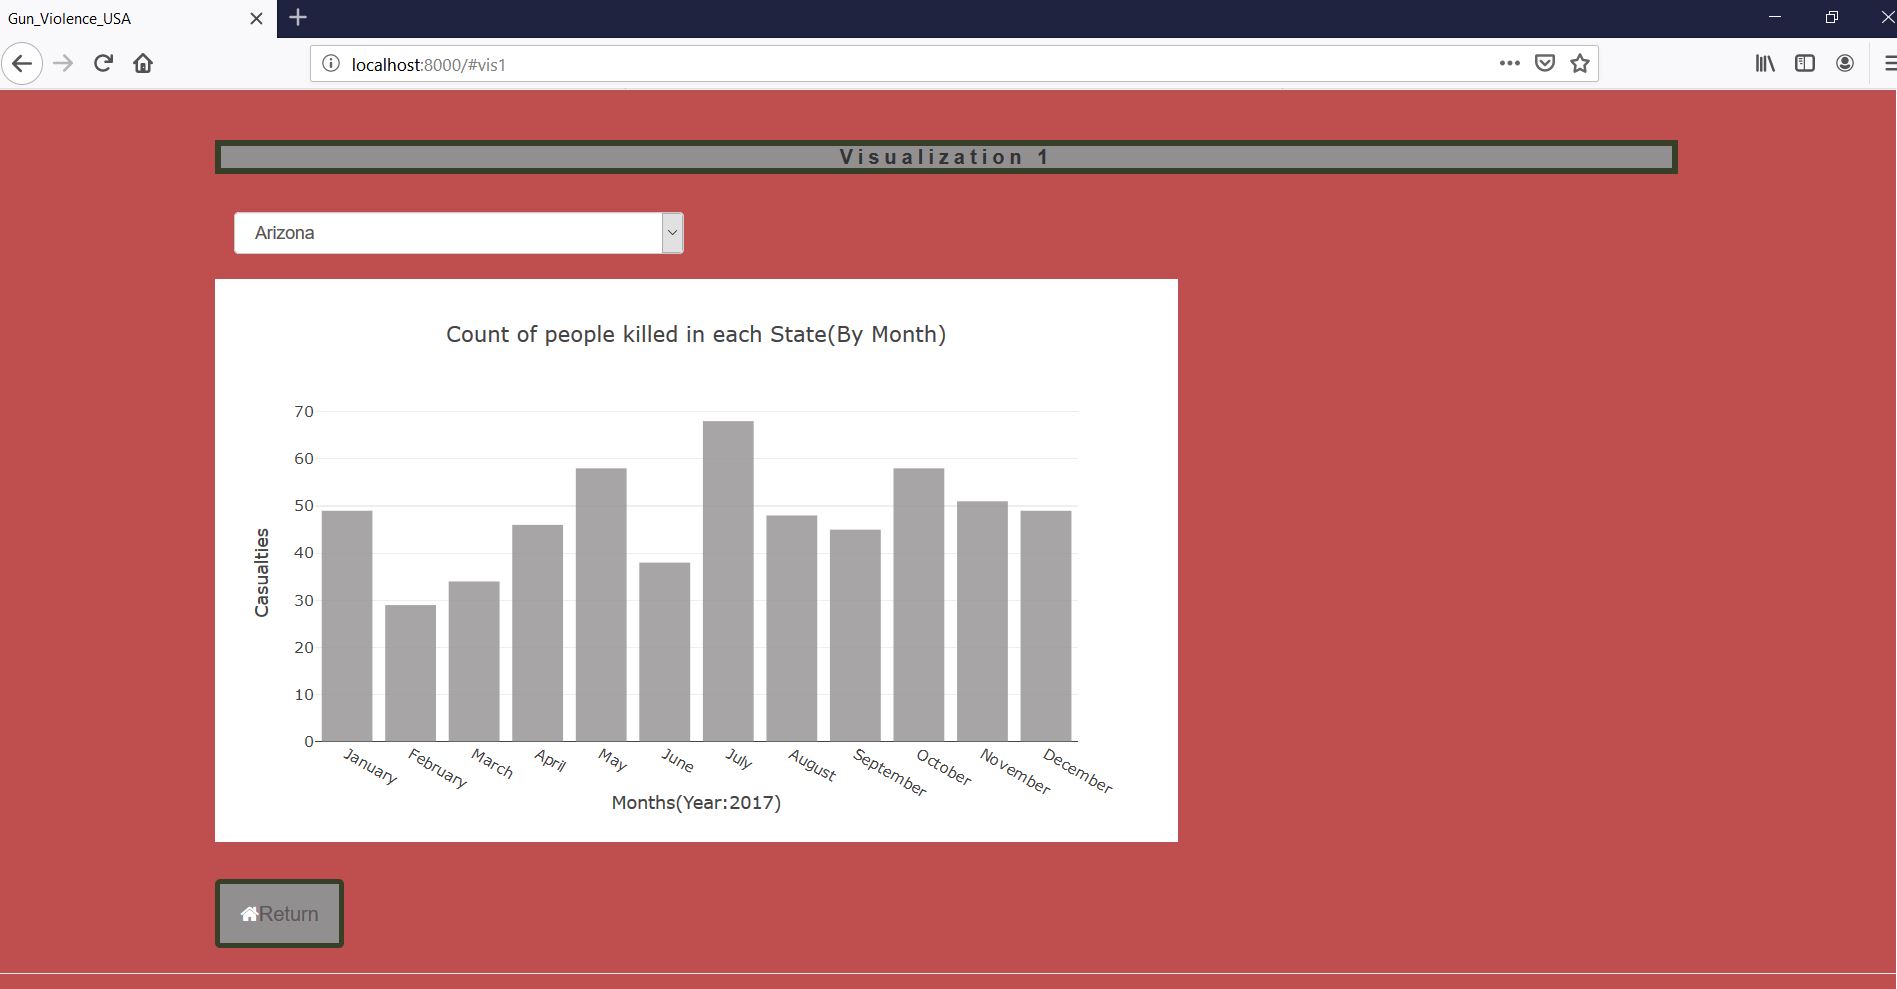 Gun_Violence_USA
localhost:8000/#vis1
Visualization 1
Arizona
Count of people killed in each State(By Month)
70
60
50
40
30
20
10
0
Casualties
January February March April May June July August September October November December
Months(Year:2017)
Return